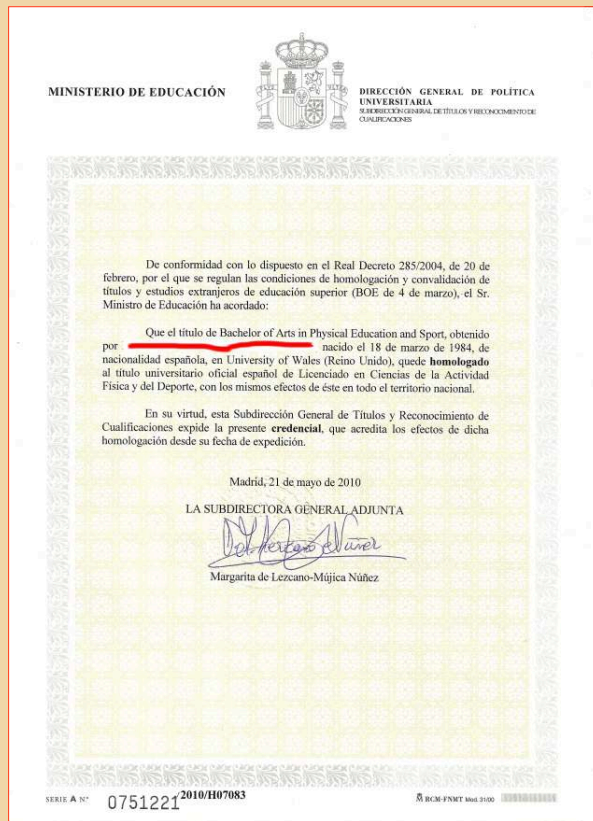 MINISTERIO DE EDUCACIÓN
DIRECCIÓN GENERAL DE POLÍTICA
UNIVERSITARIA
SUBDIRECCIÓN GENERAL DE TÍTULOS Y RECONOCIMIENTO DE
CUALIFICACIONES
De conformidad con lo dispuesto en el Real Decreto 285/2004, de 20 de
febrero, por el que se regulan las condiciones de homologación y convalidación de
títulos y estudios extranjeros de educación superior (BOE de 4 de marzo), el Sr.
Ministro de Educación ha acordado:
Que el título de Bachelor of Arts in Physical Education and Sport, obtenido
por nacido el 18 de marzo de 1984, de
nacionalidad española, en University of Wales (Reino Unido), quede homologado
al título universitario oficial español de Licenciado en Ciencias de la Actividad
Física y del Deporte, con los mismos efectos de éste en todo el territorio nacional.
En su virtud, esta Subdirección General de Títulos y Reconocimiento de
Cualificaciones expide la presente credencial, que acredita los efectos de dicha
homologación desde su fecha de expedición.
Madrid, 21 de mayo de 2010
LA SUBDIRECTORA GENERAL ADJUNTA
Margarita de Lezcano-Mújica Núñez
SERIE A N.º 0751221 2010/H07083
RCM-FNMT Mod. 31/00